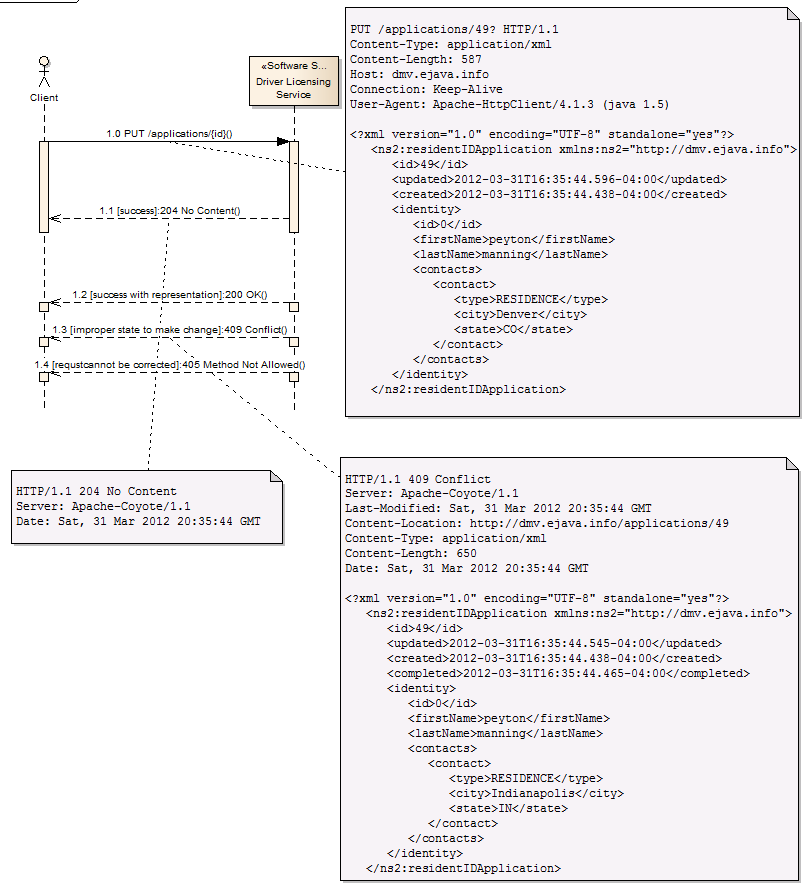 Client
«Software S...
Driver Licensing
Service
1.0 PUT /applications/{id}()
1.1 [success]:204 No Content()
1.2 [success with representation]:200 OK()
1.3 [improper state to make change]:409 Conflict()
1.4 [requstcannot be corrected]:405 Method Not Allowed()
PUT /applications/49? HTTP/1.1
Content-Type: application/xml
Content-Length: 587
Host: dmv.ejava.info
Connection: Keep-Alive
User-Agent: Apache-HttpClient/4.1.3 (java 1.5)
<?xml version="1.0" encoding="UTF-8" standalone="yes"?>
<ns2:residentIDApplication xmlns:ns2="http://dmv.ejava.info">
<id>49</id>
<updated>2012-03-31T16:35:44.596-04:00</updated>
<created>2012-03-31T16:35:44.438-04:00</created>
<identity>
<id>0</id>
<firstName>peyton</firstName>
<lastName>manning</lastName>
<contacts>
<contact>
<type>RESIDENCE</type>
<city>Denver</city>
<state>CO</state>
</contact>
</contacts>
</identity>
</ns2:residentIDApplication>
HTTP/1.1 204 No Content
Server: Apache-Coyote/1.1
Date: Sat, 31 Mar 2012 20:35:44 GMT
HTTP/1.1 409 Conflict
Server: Apache-Coyote/1.1
Last-Modified: Sat, 31 Mar 2012 20:35:44 GMT
Content-Location: http://dmv.ejava.info/applications/49
Content-Type: application/xml
Content-Length: 650
Date: Sat, 31 Mar 2012 20:35:44 GMT
<?xml version="1.0" encoding="UTF-8" standalone="yes"?>
<ns2:residentIDApplication xmlns:ns2="http://dmv.ejava.info">
<id>49</id>
<updated>2012-03-31T16:35:44.545-04:00</updated>
<created>2012-03-31T16:35:44.438-04:00</created>
<completed>2012-03-31T16:35:44.465-04:00</completed>
<identity>
<id>0</id>
<firstName>peyton</firstName>
<lastName>manning</lastName>
<contacts>
<contact>
<type>RESIDENCE</type>
<city>Indianapolis</city>
<state>IN</state>
</contact>
</contacts>
</identity>
</ns2:residentIDApplication>